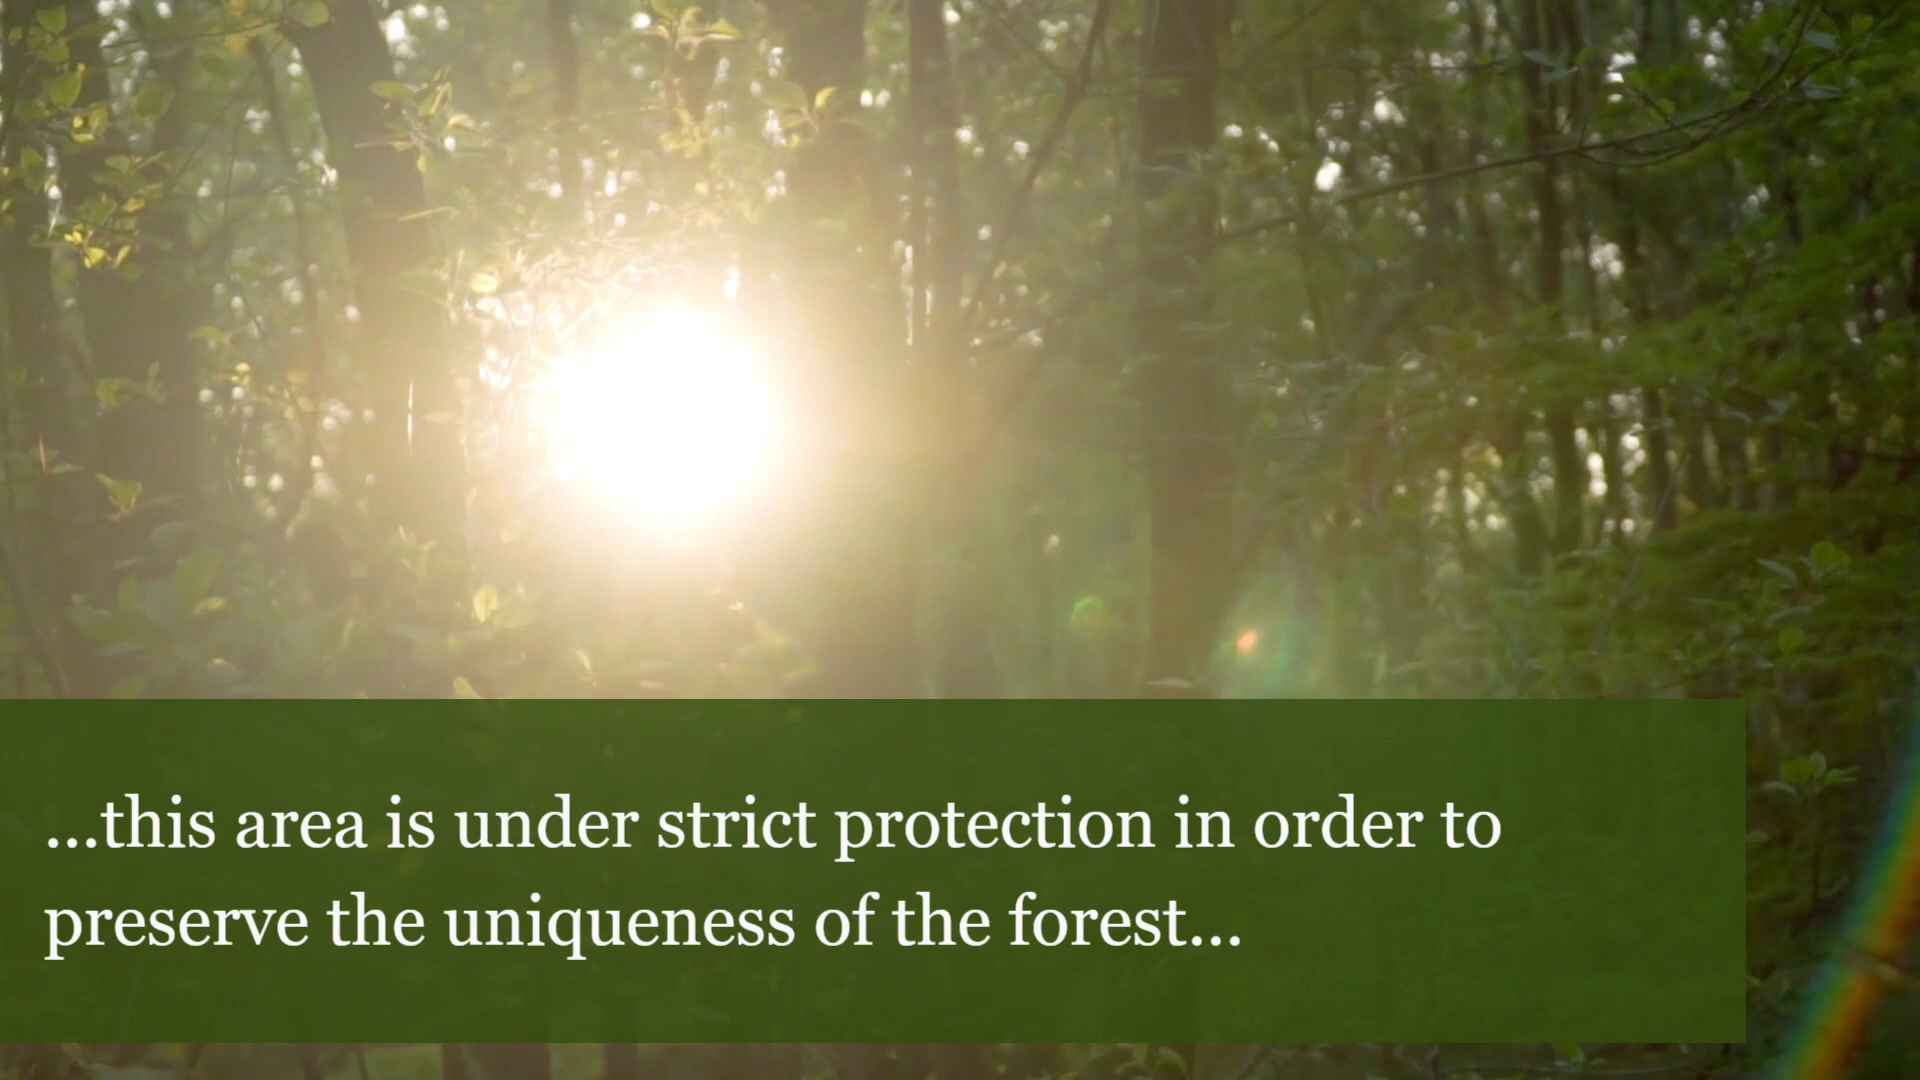 ...this area is under strict protection in order to
preserve the uniqueness of the forest...